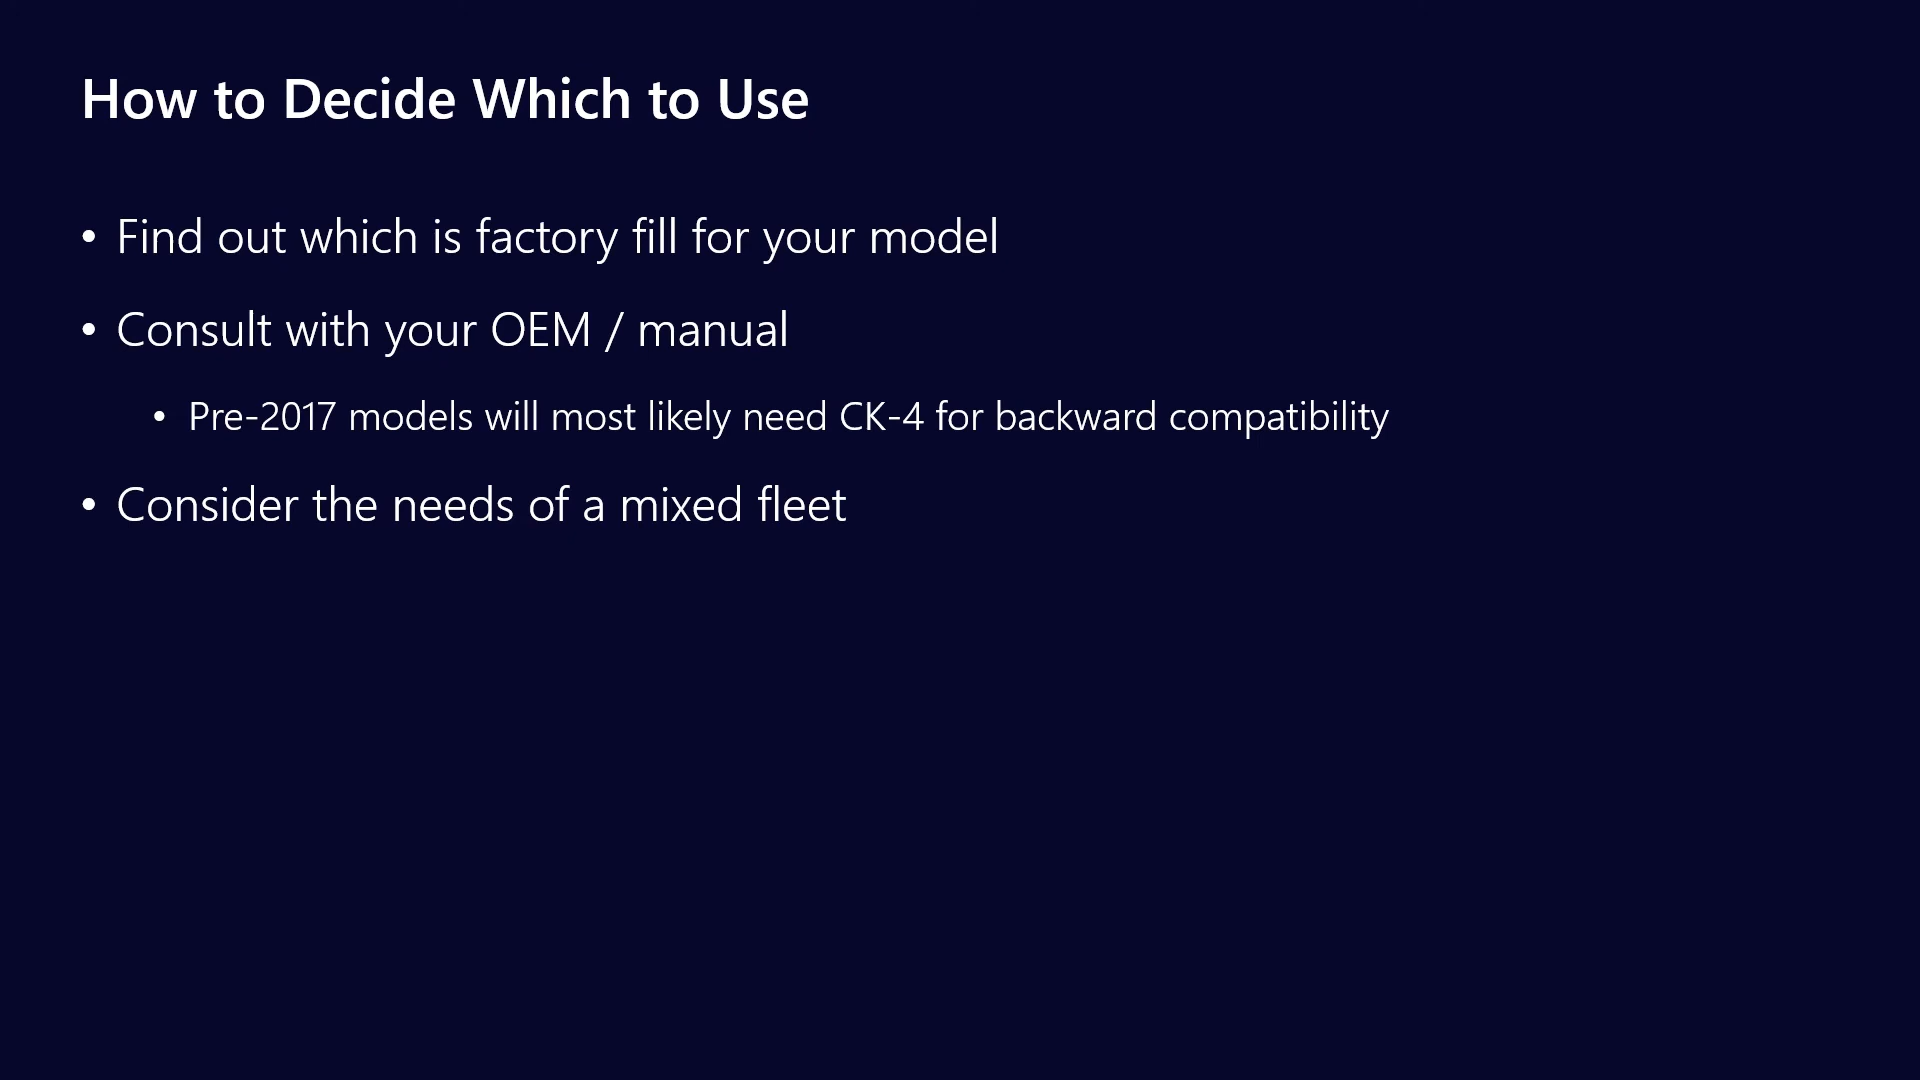 How to Decide Which to Use
• Find out which is factory fill for your model
• Consult with your OEM / manual
• Pre-2017 models will most likely need CK-4 for backward compatibility
• Consider the needs of a mixed fleet